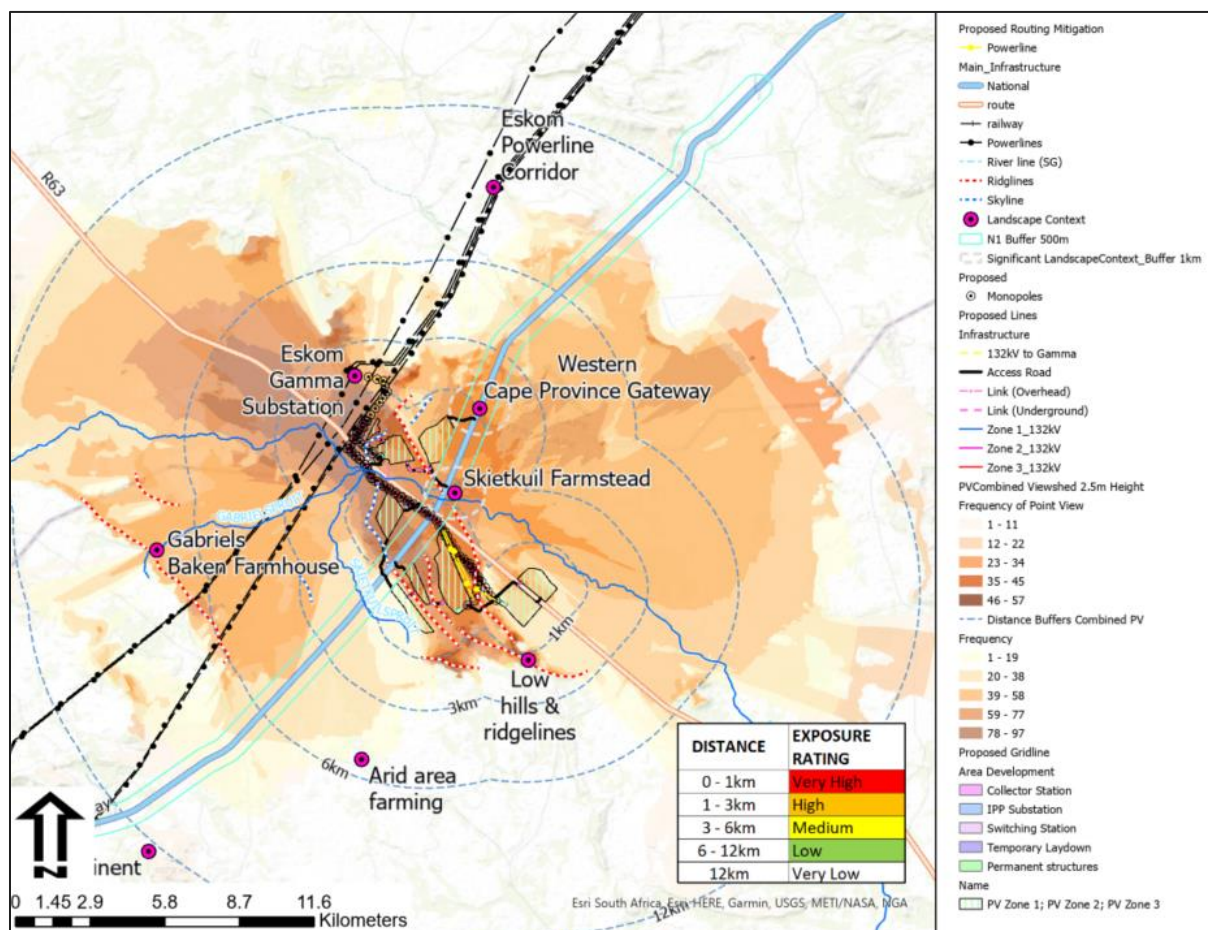 R63
Eskom
Powerline
Corridor
Eskom
Gamma
Substation
Western
Cape Province Gateway
Skietkuil Farmstead
Gabriels
Baken Farmhouse
1km
Low
hills &
ridgelines
3km
6km
Arid area
farming
ay
inent
12km
N
0 1.45 2.9 5.8 8.7 11.6
Kilometers
Esri South Africa, Esri, HERE, Garmin, USGS, METI/NASA, NGA
DISTANCE EXPOSURE
RATING
0 - 1km Very High
1 - 3km High
3 - 6km Medium
6 - 12km Low
12km Very Low
Proposed Routing Mitigation
Powerline
Main_Infrastructure
National
route
railway
Powerlines
River line (SG)
Ridglines
Skyline
Landscape Context
N1 Buffer 500m
Significant LandscapeContext_Buffer 1km
Proposed
Monopoles
Proposed Lines
Infrastructure
132kV to Gamma
Access Road
Link (Overhead)
Link (Underground)
Zone 1_132kV
Zone 2_132kV
Zone 3_132kV
PVCombined Viewshed 2.5m Height
Frequency of Point View
1 - 11
12 - 22
23 - 34
35 - 45
46 - 57
Distance Buffers Combined PV
Frequency
1 - 19
20 - 38
39 - 58
59 - 77
78 - 97
Proposed Gridline
Area Development
Collector Station
IPP Substation
Switching Station
Temporary Laydown
Permanent structures
Name
PV Zone 1; PV Zone 2; PV Zone 3